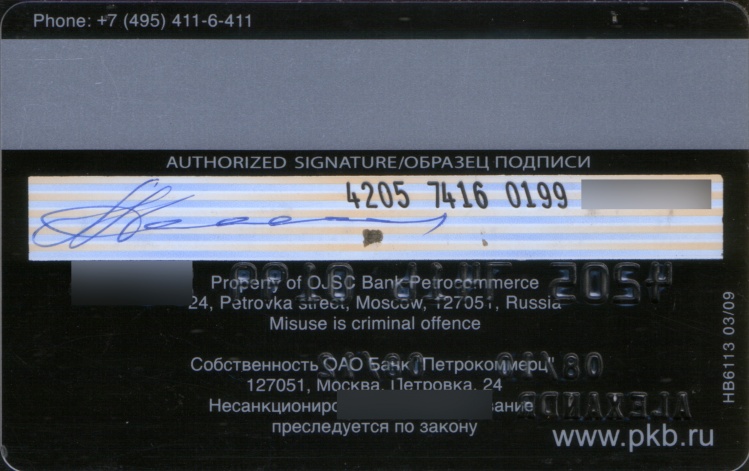 Phone: +7 (495) 411-6-411
AUTHORIZED SIGNATURE/ОБРАЗЕЦ ПОДПИСИ
4205 7416 0199
Property of OJSC Bank Petrocommerce
24, Petrovka street, Moscow, 127051, Russia
Misuse is criminal offence
Собственность ОАО Банк "Петрокоммерц"
127051, Москва, Петровка, 24
преследуется по закону
www.pkb.ru
HB6113 03/09